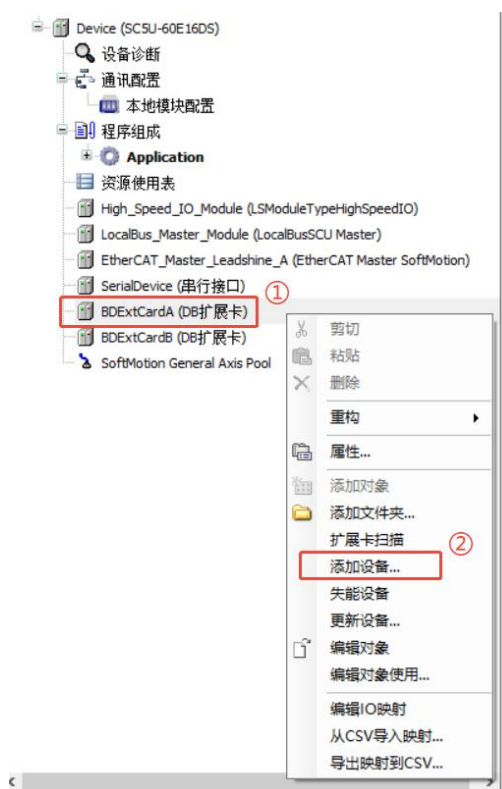 Device (SC5U-60E16DS)
设备诊断
通讯配置
本地模块配置
程序组成
Application
资源使用表
High_Speed_IO_Module (LSModuleTypeHighSpeedIO)
LocalBus_Master_Module (LocalBusSCU Master)
EtherCAT_Master_Leadshine_A (EtherCAT Master SoftMotion)
SerialDevice (串行接口)
①
BDExtCardA (DB扩展卡)
BDExtCardB (DB扩展卡)
SoftMotion General Axis Pool
剪切
粘贴
删除
重构
属性...
添加对象
添加文件夹...
扩展卡扫描
②
添加设备...
失能设备
更新设备...
编辑对象
编辑对象使用...
编辑IO映射
从CSV导入映射...
导出映射到CSV...